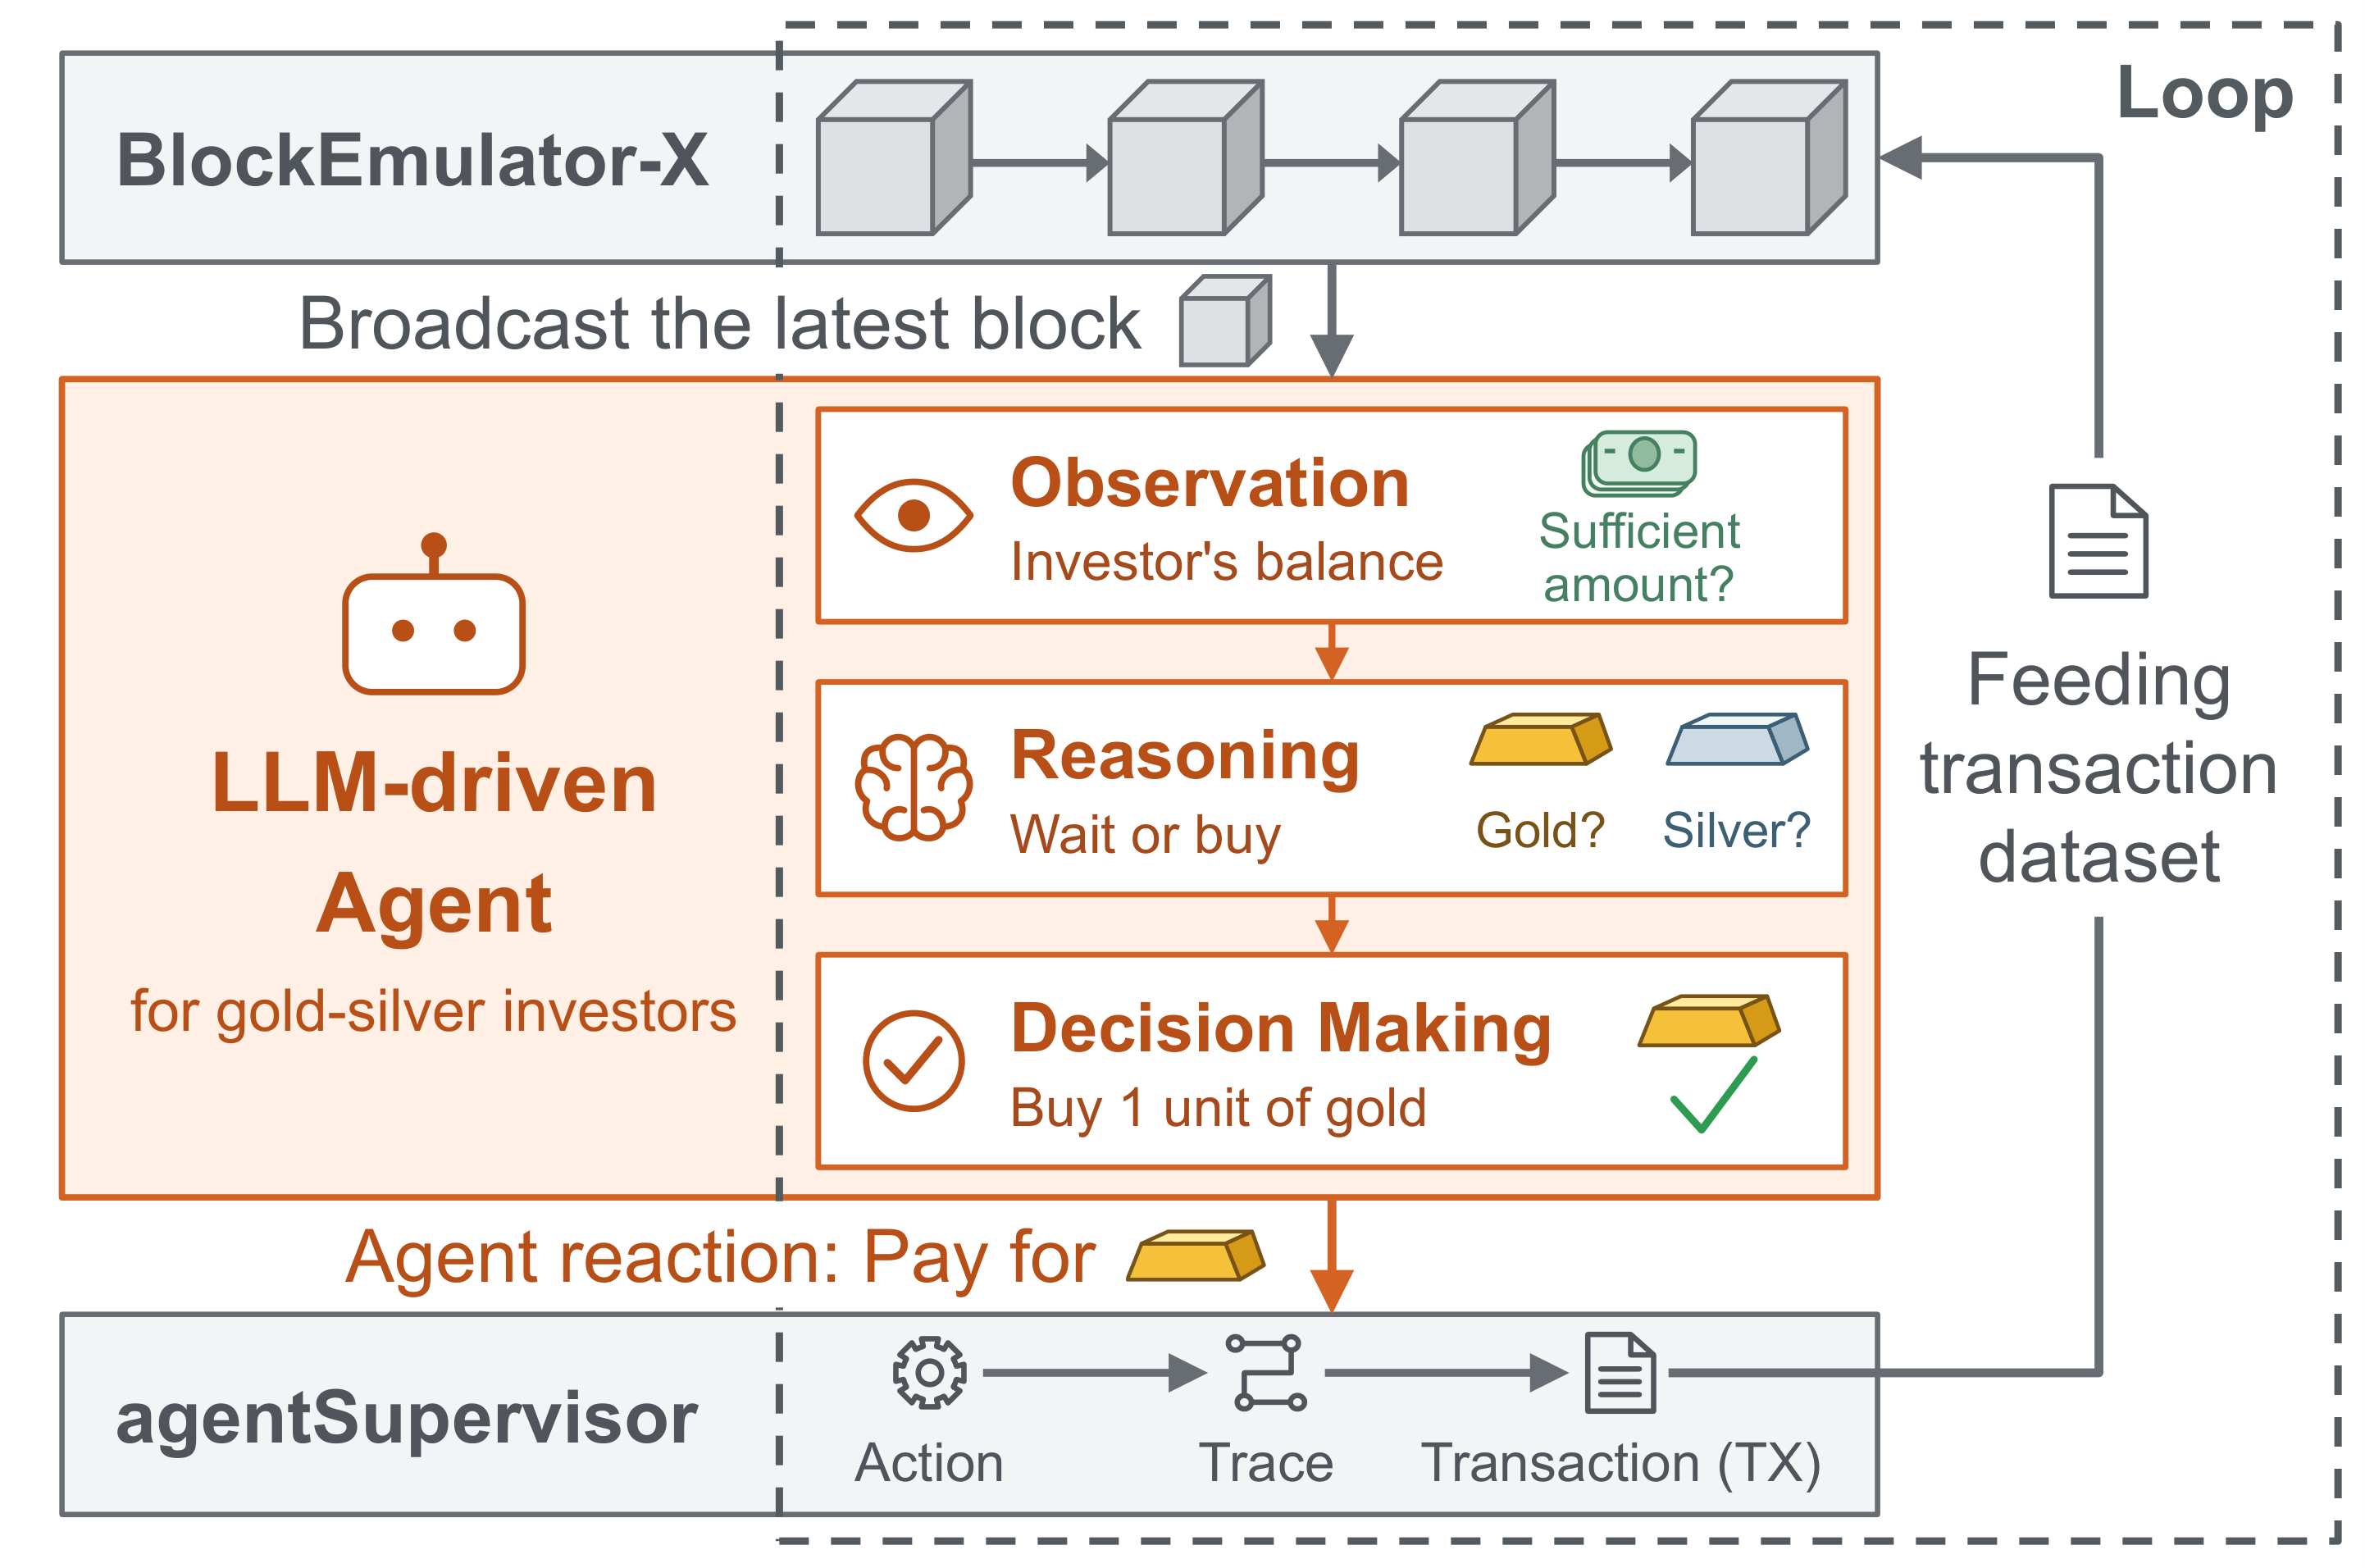 Loop
BlockEmulator-X
Broadcast the latest block
LLM-driven
Agent
for gold-silver investors
Observation
Investor's balance
Sufficient
amount?
Reasoning
Wait or buy
Gold?
Silver?
Decision Making
Buy 1 unit of gold
Feeding
transaction
dataset
Agent reaction: Pay for
agentSupervisor
Action
Trace
Transaction (TX)